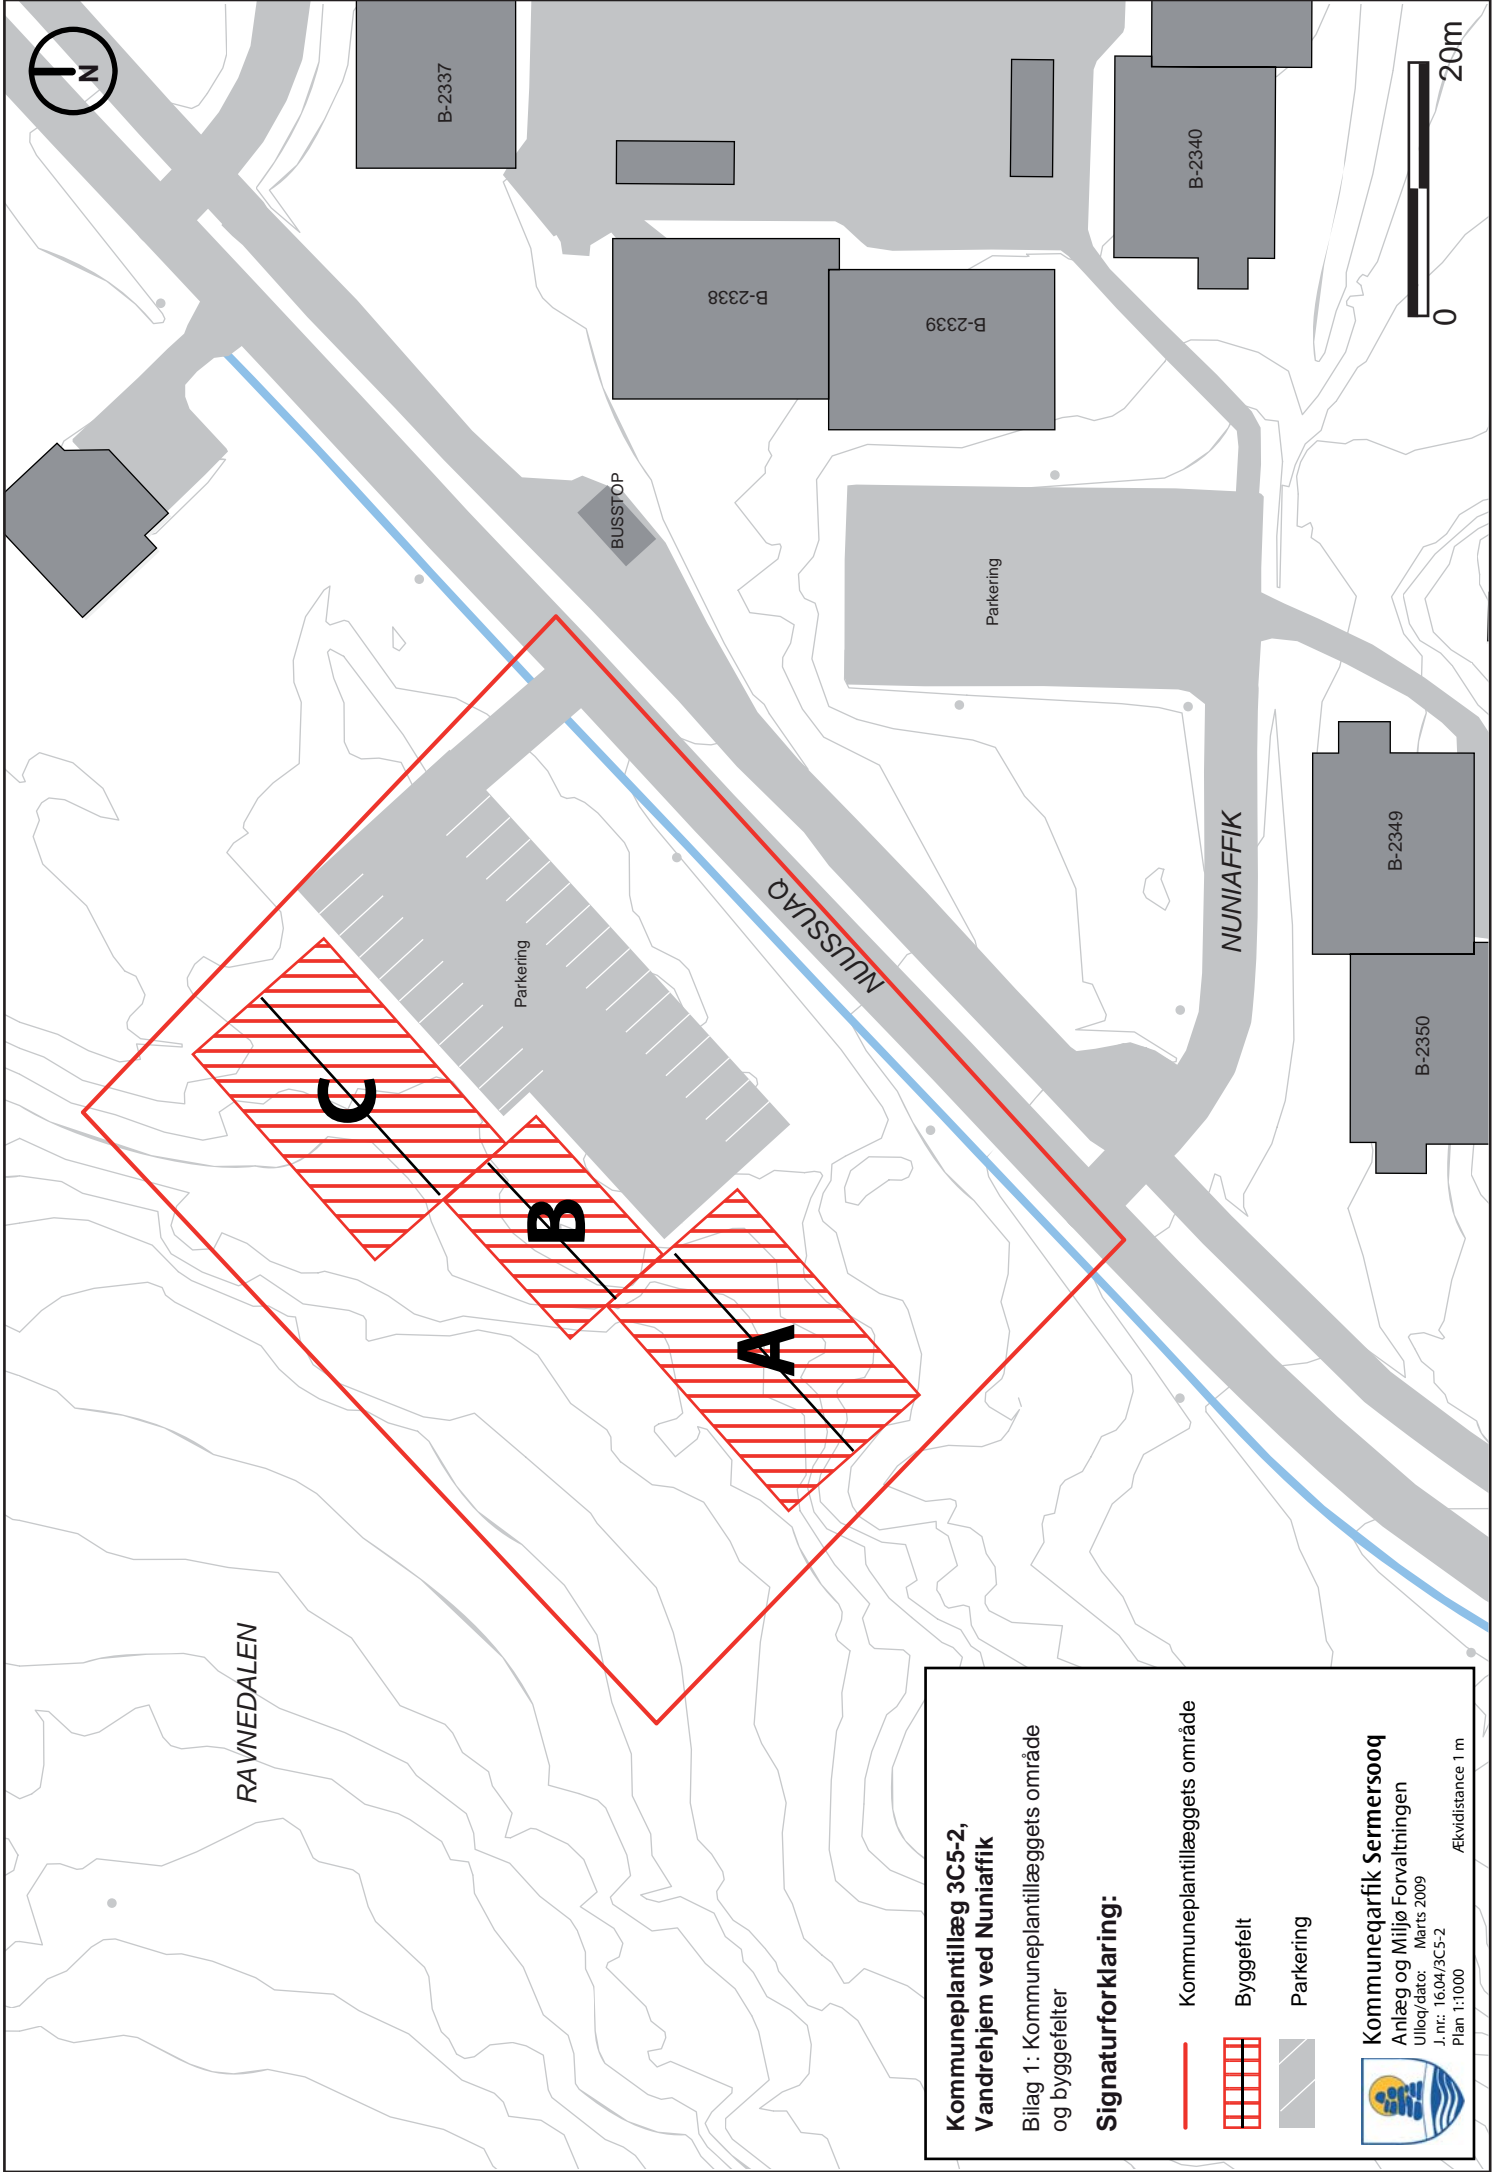 N
B-2337
B-2338
B-2339
B-2340
20m
0
BUSSTOP
Parkering
Parkering
NUUSSUAQ
NUNIAFFIK
B-2349
B-2350
C
B
A
RAVNEDALEN
Kommuneplantillæg 3C5-2,
Vandrehjem ved Nuniaffik
Bilag 1: Kommuneplantillæggets område
og byggefelter
Signaturforklaring:
Kommuneplantillæggets område
Byggefelt
Parkering
Kommuneqarfik Sermersooq
Anlæg og Miljø Forvaltningen
Ulloq/dato: Marts 2009
J. nr.: 16.04/3C5-2
Plan 1:1000 Ækvidistance 1 m